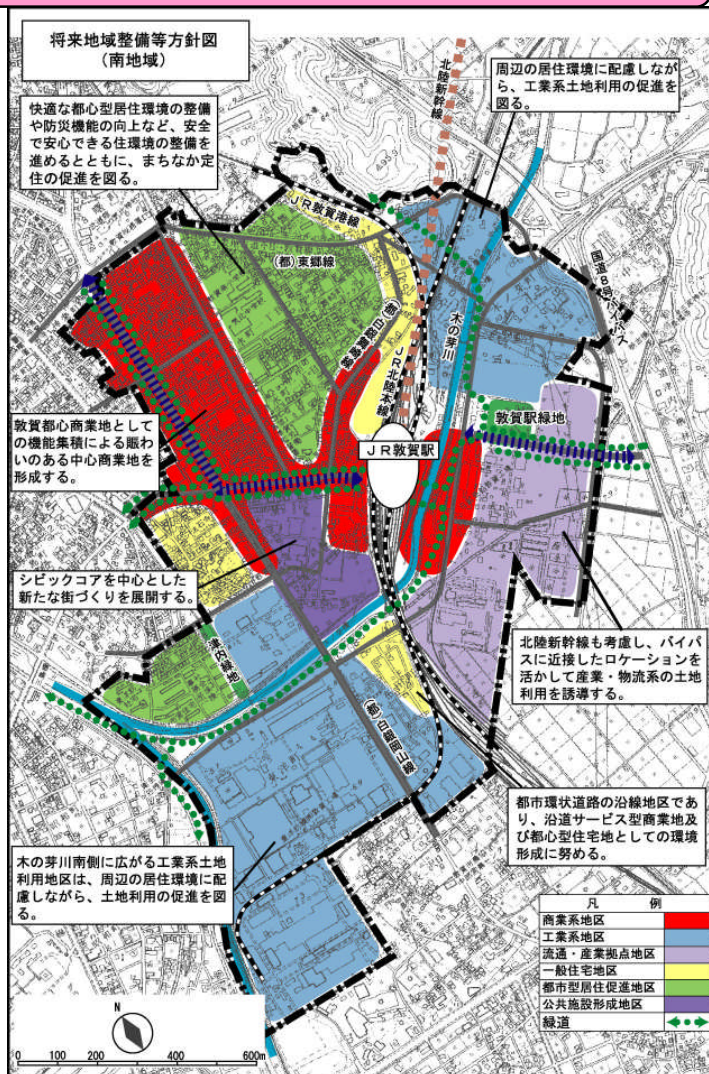 将来地域整備等方針図
(南地域)
周辺の居住環境に配慮しなが
ら、工業系土地利用の促進を
図る。
北陸新幹線
快適な都心型居住環境の整備
や防災機能の向上など、安全
で安心できる住環境の整備を
進めるとともに、まちなか定
住の促進を図る。
JR敦賀港線
(都)東郷線
JR北陸本線
木の芽川
国道8号バイパス
敦賀駅緑地
JR敦賀駅
敦賀都心商業地として
の機能集積による賑わ
いのある中心商業地を
形成する。
シビックコアを中心とした
新たな街づくりを展開する。
津内緑地
北陸新幹線も考慮し、バイパ
スに近接したロケーションを
活かして産業・物流系の土地
利用を誘導する。
都市環状道路の沿線地区であ
り、沿道サービス型商業地及
び都心型住宅地としての環境
形成に努める。
木の芽川南側に広がる工業系土地
利用地区は、周辺の居住環境に配
慮しながら、土地利用の促進を図
る。
凡 例
商業系地区
工業系地区
流通・産業拠点地区
一般住宅地区
都市型居住促進地区
公共施設形成地区
緑道
N
0 100 200 400 600m